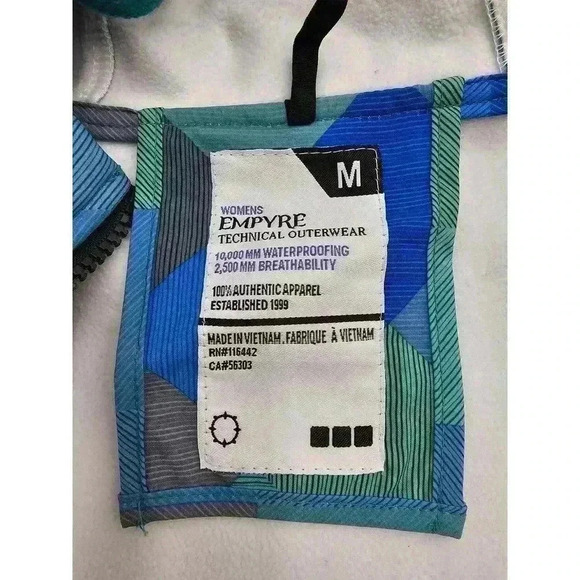 M
WOMENS
EMPYRE
TECHNICAL OUTERWEAR
10,000 MM WATERPROOFING
2,500 MM BREATHABILITY
100% AUTHENTIC APPAREL
ESTABLISHED 1999
MADE IN VIETNAM. FABRIQUE À VIETNAM
RN#116442
CA#56303